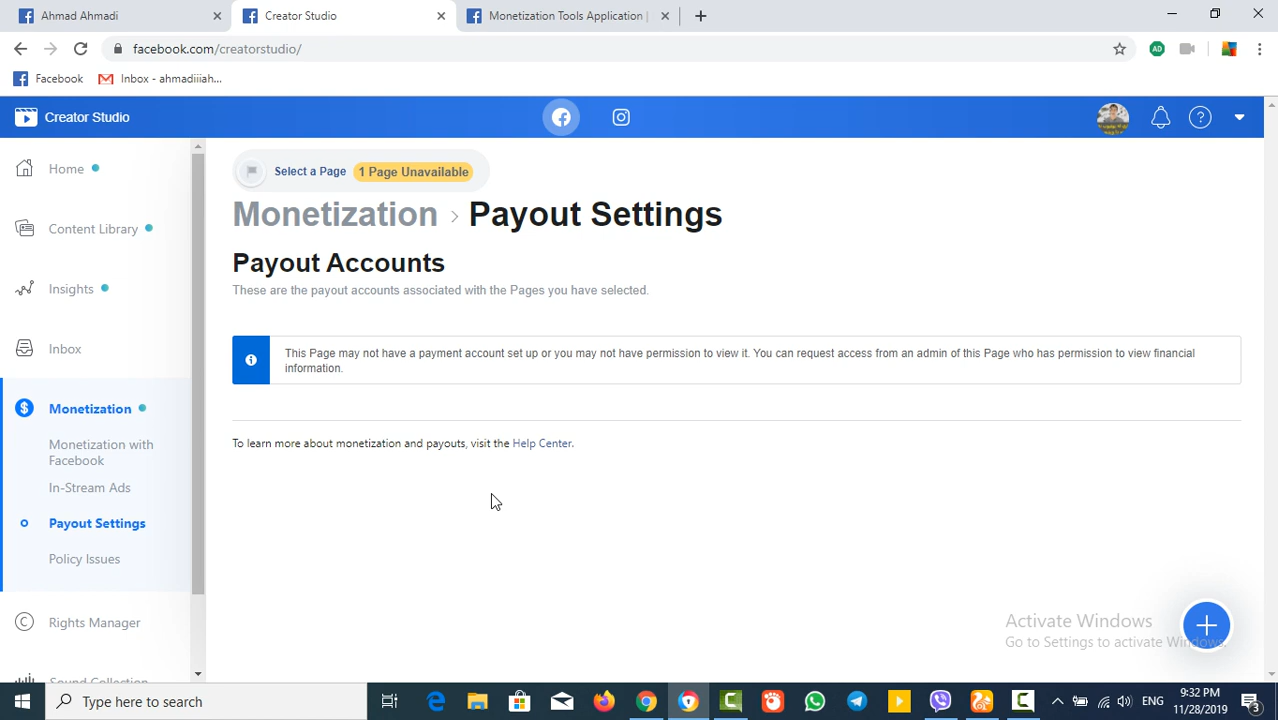 Ahmad Ahmadi
Creator Studio
Monetization Tools Application |
facebook.com/creatorstudio/
AD
Facebook
Inbox - ahmadiiiah...
Creator Studio
Home
Select a Page 1 Page Unavailable
Monetization > Payout Settings
Content Library
Payout Accounts
These are the payout accounts associated with the Pages you have selected.
Insights
Inbox
This Page may not have a payment account set up or you may not have permission to view it. You can request access from an admin of this Page who has permission to view financial
information.
Monetization
To learn more about monetization and payouts, visit the Help Center.
Monetization with
Facebook
In-Stream Ads
Payout Settings
Policy Issues
Rights Manager
Activate Windows
Go to Settings to activate Windows.
Sound Collection
Type here to search
ENG
9:32 PM
11/28/2019
3